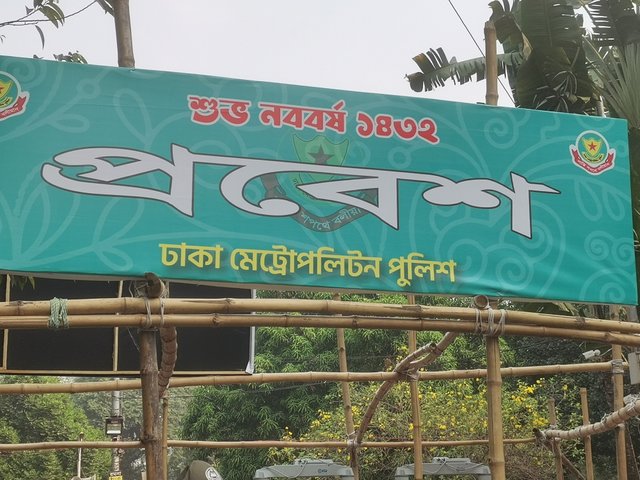 শুভ নববর্ষ ১৪৩২
প্রবেশ
ঢাকা মেট্রোপলিটন পুলিশ